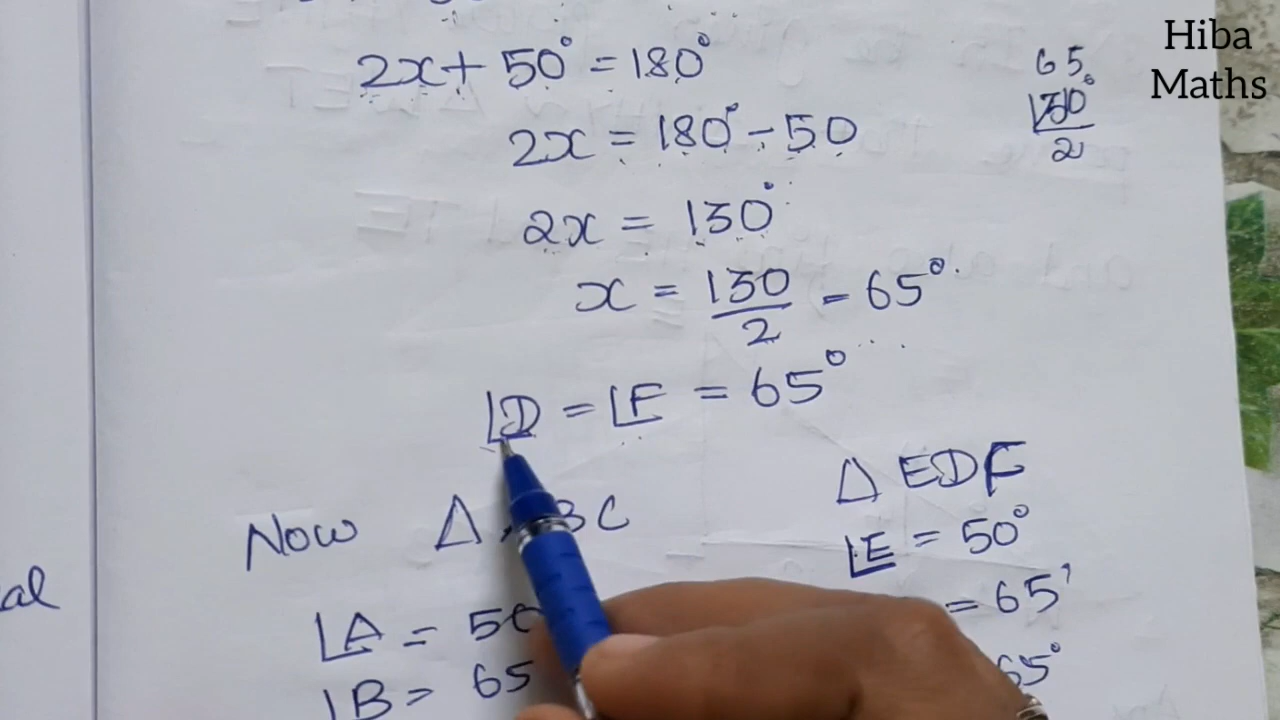 Hiba
Maths
2x + 50° = 180°
2x = 180° - 50
2x = 130°
x = 130/2 = 65°
65
130°/2
∠D = ∠F = 65°
Now Δ ABC
Δ EDF
∠E = 50°
= 65°
65°
∠A = 50
∠B = 65
al